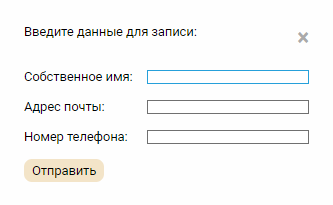 Введите данные для записи:
Собственное имя:
Адрес почты:
Номер телефона:
Отправить